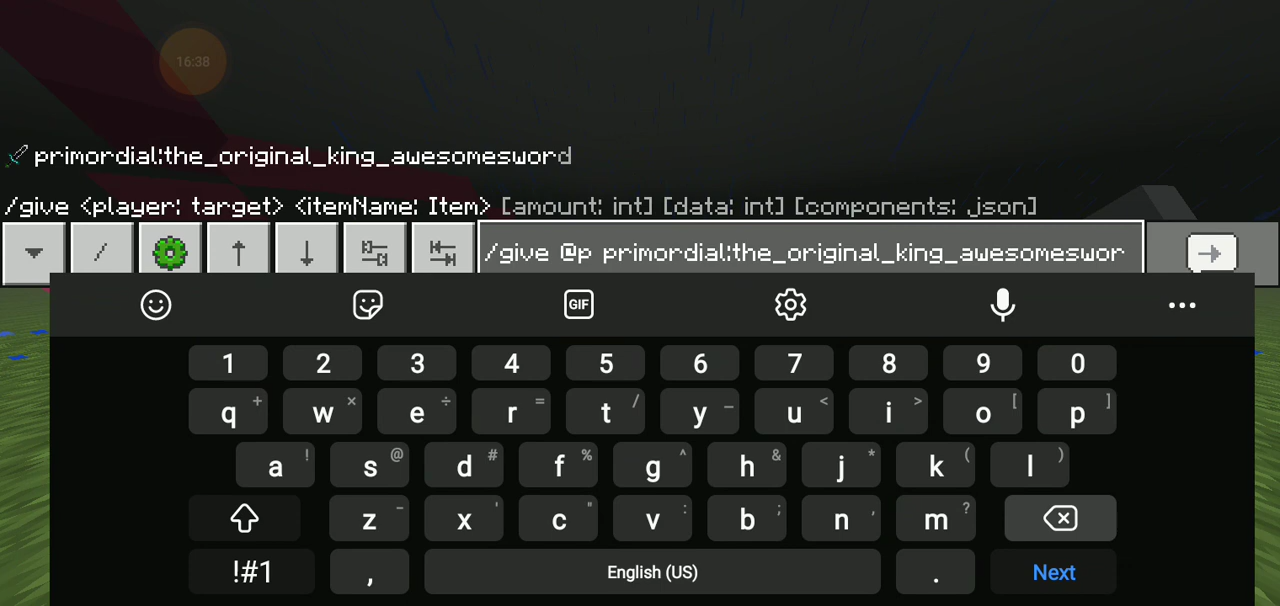 16:38
primordial:the_original_king_awesomesword
/give <player: target> <itemName: Item> [amount: int] [data: int] [components: json]
/ /give @p primordial:the_original_king_awesomeswor
GIF
1 2 3 4 5 6 7 8 9 0
q + w × e ÷ r = t / y _ u < i > o [ p ]
a ! s @ d # f % g ^ h & j * k ( l )
z - x ' c " v : b ; n , m ?
!#1 , English (US) . Next